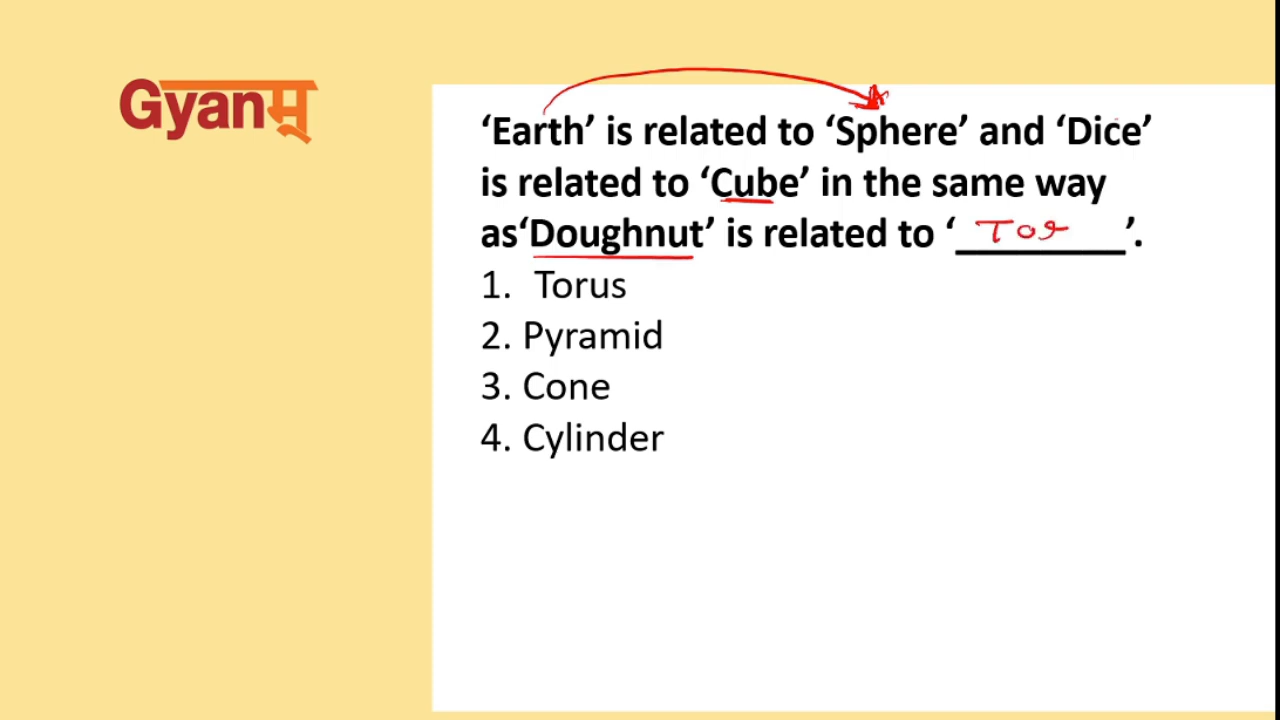 Gyanम्
‘Earth’ is related to ‘Sphere’ and ‘Dice’
is related to ‘Cube’ in the same way
as‘Doughnut’ is related to ‘ Tor ’.
1. Torus
2. Pyramid
3. Cone
4. Cylinder